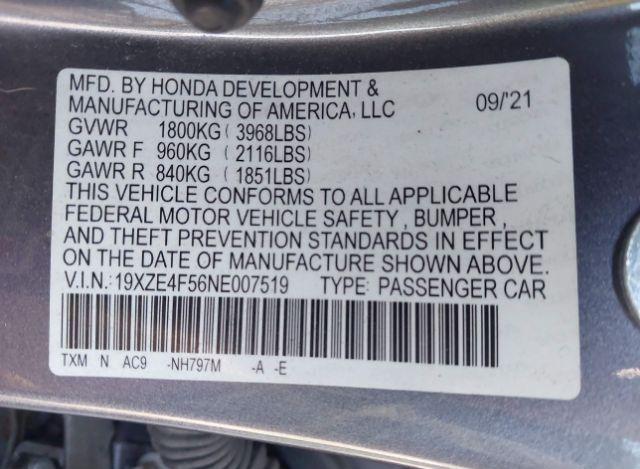 MFD. BY HONDA DEVELOPMENT &
MANUFACTURING OF AMERICA, LLC 09/'21
GVWR 1800KG (3968LBS)
GAWR F 960KG (2116LBS)
GAWR R 840KG (1851LBS)
THIS VEHICLE CONFORMS TO ALL APPLICABLE
FEDERAL MOTOR VEHICLE SAFETY, BUMPER,
AND THEFT PREVENTION STANDARDS IN EFFECT
ON THE DATE OF MANUFACTURE SHOWN ABOVE.
V.I.N.:19XZE4F56NE007519 TYPE: PASSENGER CAR
TXM N AC9 -NH797M -A -E